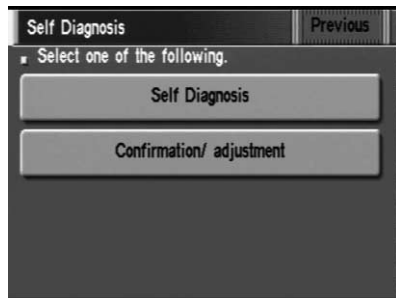 Self Diagnosis
Previous
Select one of the following.
Self Diagnosis
Confirmation/ adjustment